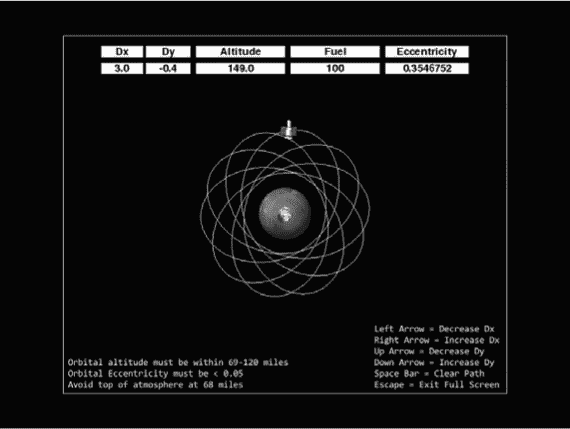 Dx Dy Altitude Fuel Eccentricity
3.0 -0.4 149.0 100 0.3546752
Left Arrow = Decrease Dx
Right Arrow = Increase Dx
Up Arrow = Decrease Dy
Down Arrow = Increase Dy
Space Bar = Clear Path
Escape = Exit Full Screen
Orbital altitude must be within 69-120 miles
Orbital Eccentricity must be < 0.05
Avoid top of atmosphere at 68 miles